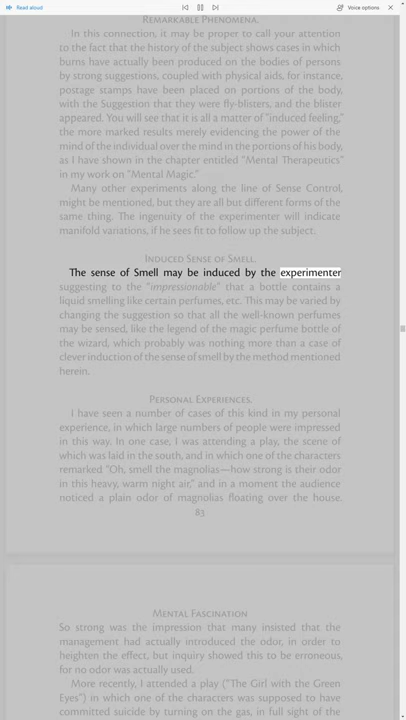 Read aloud
Voice options
Remarkable Phenomena.
In this connection, it may be proper to call your attention
to the fact that the history of the subject shows cases in which
burns have actually been produced on the bodies of persons
by strong suggestions, coupled with physical aids, for instance,
postage stamps have been placed on portions of the body,
with the Suggestion that they were fly-blisters, and the blister
appeared. You will see that it is all a matter of "induced feeling,"
the more marked results merely evidencing the power of the
mind of the individual over the mind in the portions of his body,
as I have shown in the chapter entitled "Mental Therapeutics"
in my work on "Mental Magic."
Many other experiments along the line of Sense Control,
might be mentioned, but they are all but different forms of the
same thing. The ingenuity of the experimenter will indicate
manifold variations, if he sees fit to follow up the subject.
Induced Sense of Smell.
The sense of Smell may be induced by the experimenter
suggesting to the "impressionable" that a bottle contains a
liquid smelling like certain perfumes, etc. This may be varied by
changing the suggestion so that all the well-known perfumes
may be sensed, like the legend of the magic perfume bottle of
the wizard, which probably was nothing more than a case of
clever induction of the sense of smell by the method mentioned
herein.
Personal Experiences.
I have seen a number of cases of this kind in my personal
experience, in which large numbers of people were impressed
in this way. In one case, I was attending a play, the scene of
which was laid in the south, and in which one of the characters
remarked "Oh, smell the magnolias—how strong is their odor
in this heavy, warm night air," and in a moment the audience
noticed a plain odor of magnolias floating over the house.
83
Mental Fascination
So strong was the impression that many insisted that the
management had actually introduced the odor, in order to
heighten the effect, but inquiry showed this to be erroneous,
for no odor was actually used.
More recently, I attended a play ("The Girl with the Green
Eyes") in which one of the characters was supposed to have
committed suicide by turning on the gas, in full sight of the